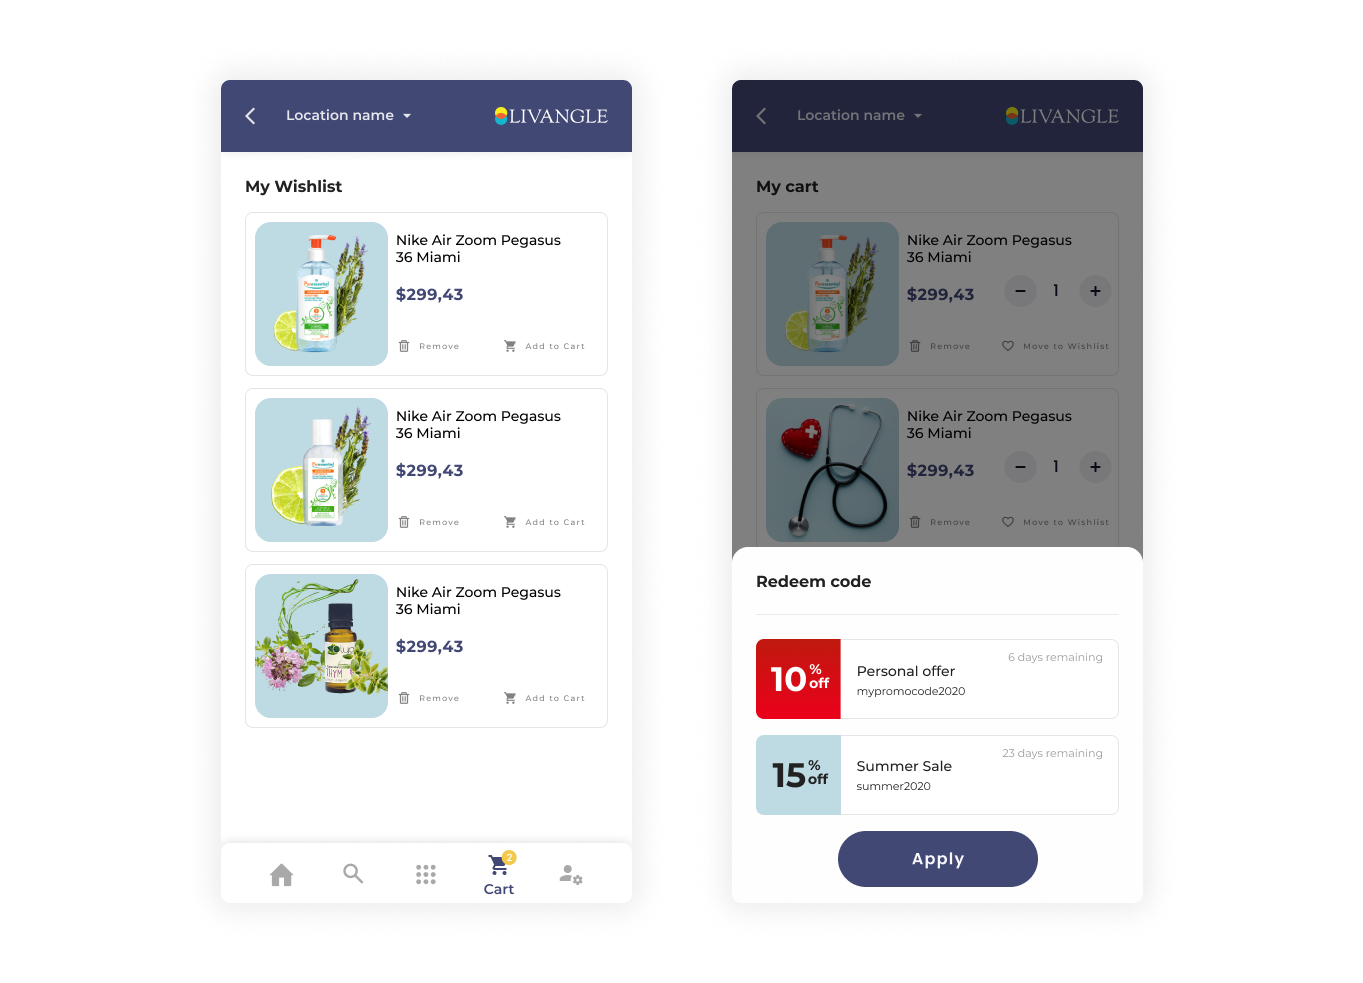 Location name
LIVANGLE
My Wishlist
Nike Air Zoom Pegasus
36 Miami
$299,43
Remove
Add to Cart
Nike Air Zoom Pegasus
36 Miami
$299,43
Remove
Add to Cart
THYM
Nike Air Zoom Pegasus
36 Miami
$299,43
Remove
Add to Cart
2
Cart
Location name
LIVANGLE
My cart
Nike Air Zoom Pegasus
36 Miami
$299,43
1
Remove
Move to Wishlist
Nike Air Zoom Pegasus
36 Miami
$299,43
1
Remove
Move to Wishlist
Redeem code
10% off
6 days remaining
Personal offer
mypromocode2020
15% off
23 days remaining
Summer Sale
summer2020
Apply